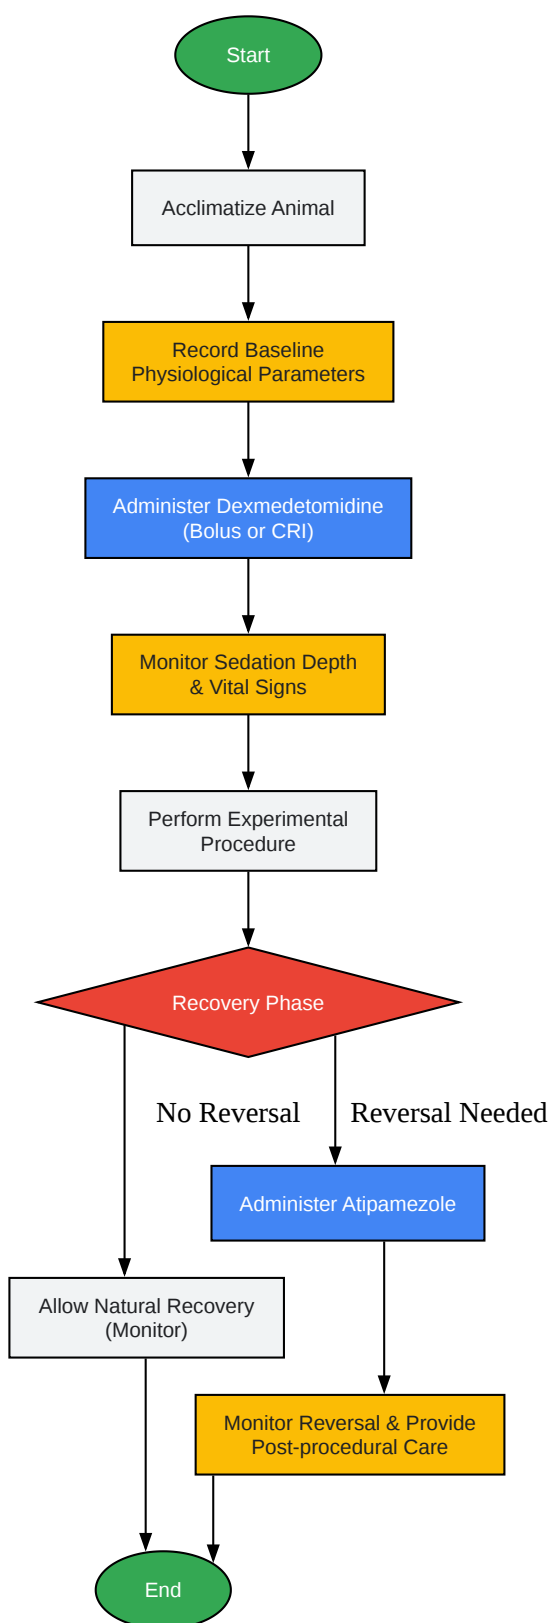 Start
Acclimatize Animal
Record Baseline
Physiological Parameters
Administer Dexmedetomidine
(Bolus or CRI)
Monitor Sedation Depth
& Vital Signs
Perform Experimental
Procedure
Recovery Phase
No Reversal
Reversal Needed
Administer Atipamezole
Allow Natural Recovery
(Monitor)
Monitor Reversal & Provide
Post-procedural Care
End